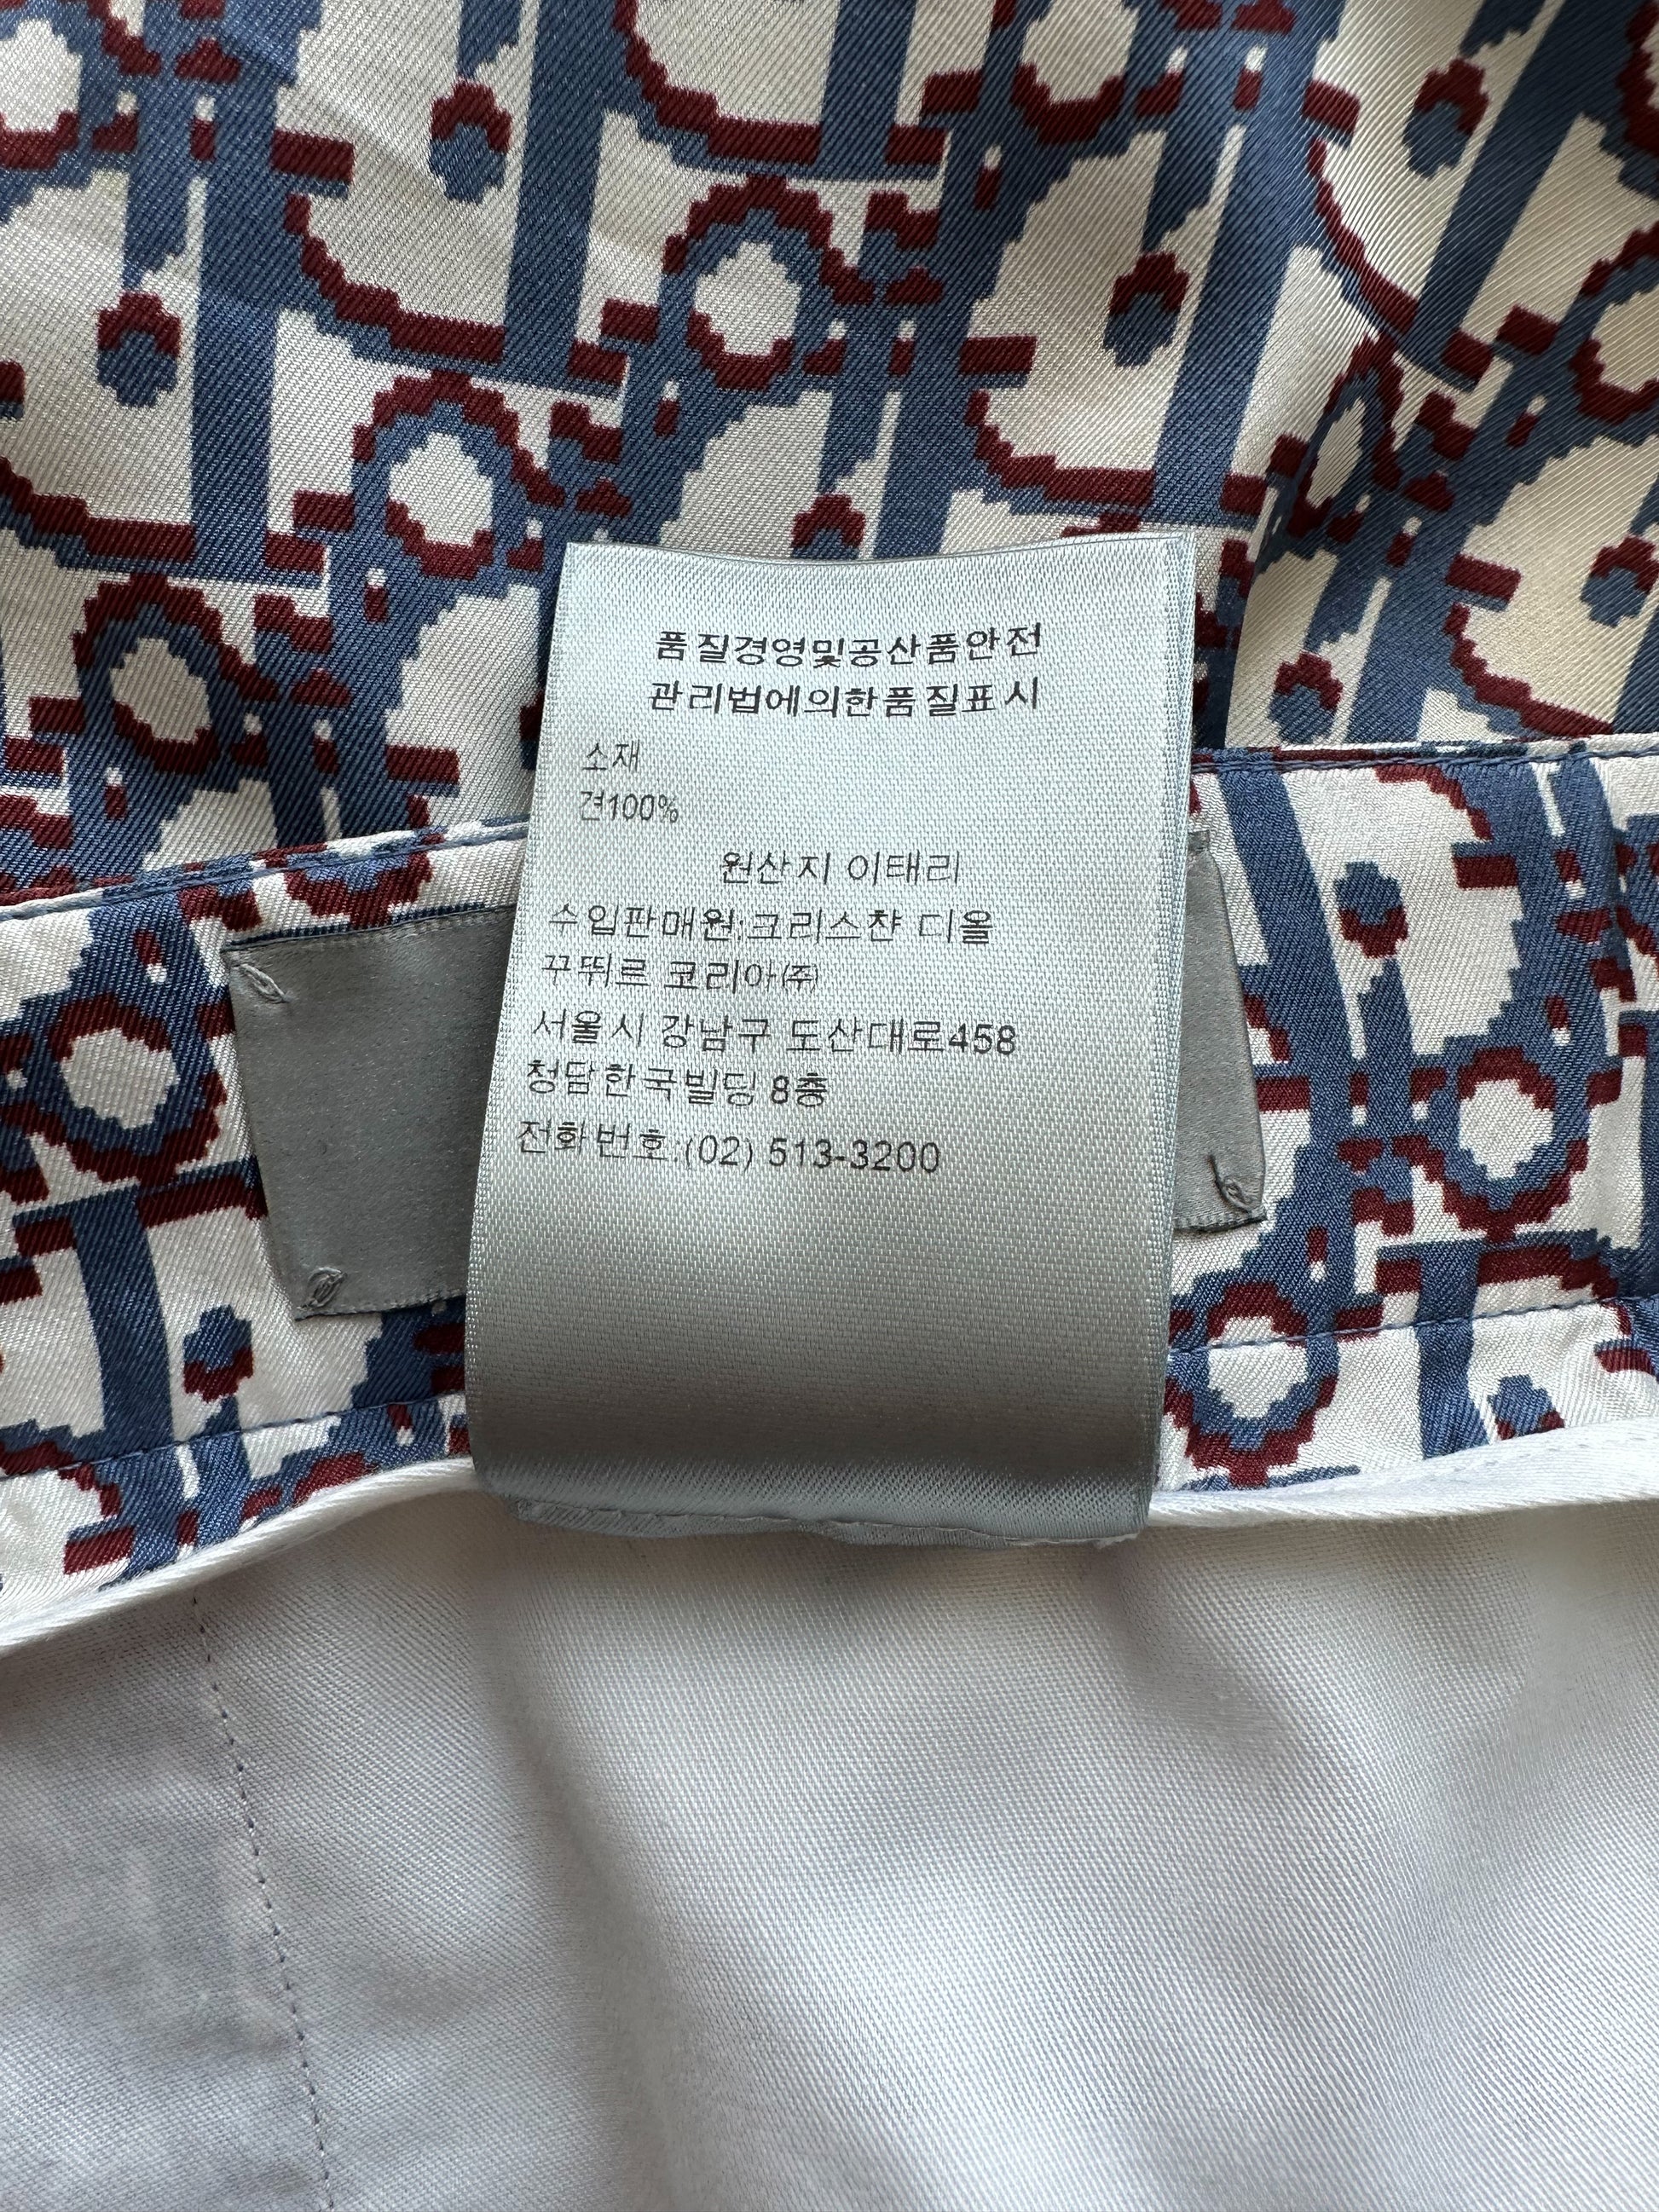 품질경영및공산품안전
관리법에의한품질표시
소재
견100%
원산지 이태리
수입판매원:크리스챤 디올
꾸뛰르 코리아㈜
서울시 강남구 도산대로458
청담한국빌딩 8층
전화번호:(02) 513-3200